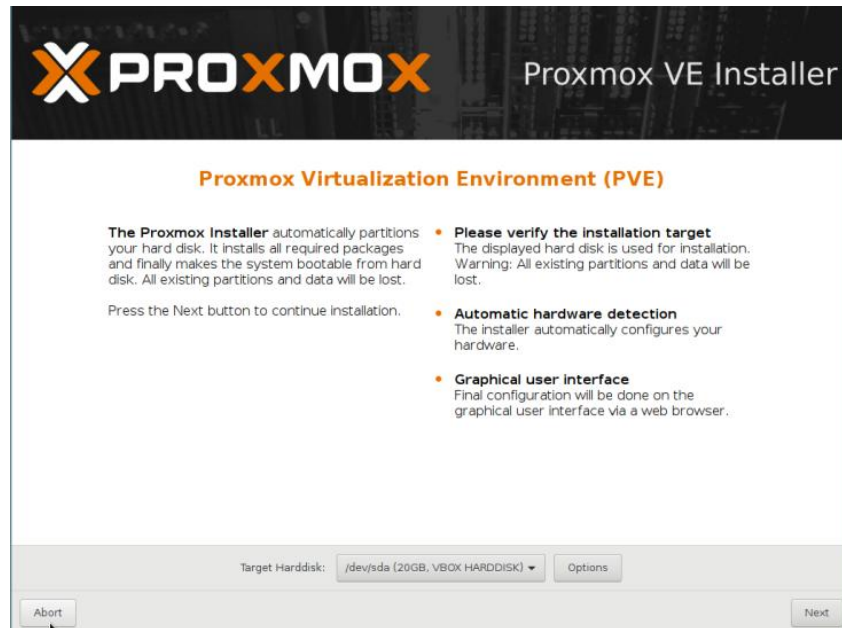 PROXMOX
Proxmox VE Installer
Proxmox Virtualization Environment (PVE)
The Proxmox Installer automatically partitions
your hard disk. It installs all required packages
and finally makes the system bootable from hard
disk. All existing partitions and data will be lost.
Press the Next button to continue installation.
Please verify the installation target
The displayed hard disk is used for installation.
Warning: All existing partitions and data will be
lost.
Automatic hardware detection
The installer automatically configures your
hardware.
Graphical user interface
Final configuration will be done on the
graphical user interface via a web browser.
Target Harddisk:
/dev/sda (20GB, VBOX HARDDISK)
Options
Abort
Next